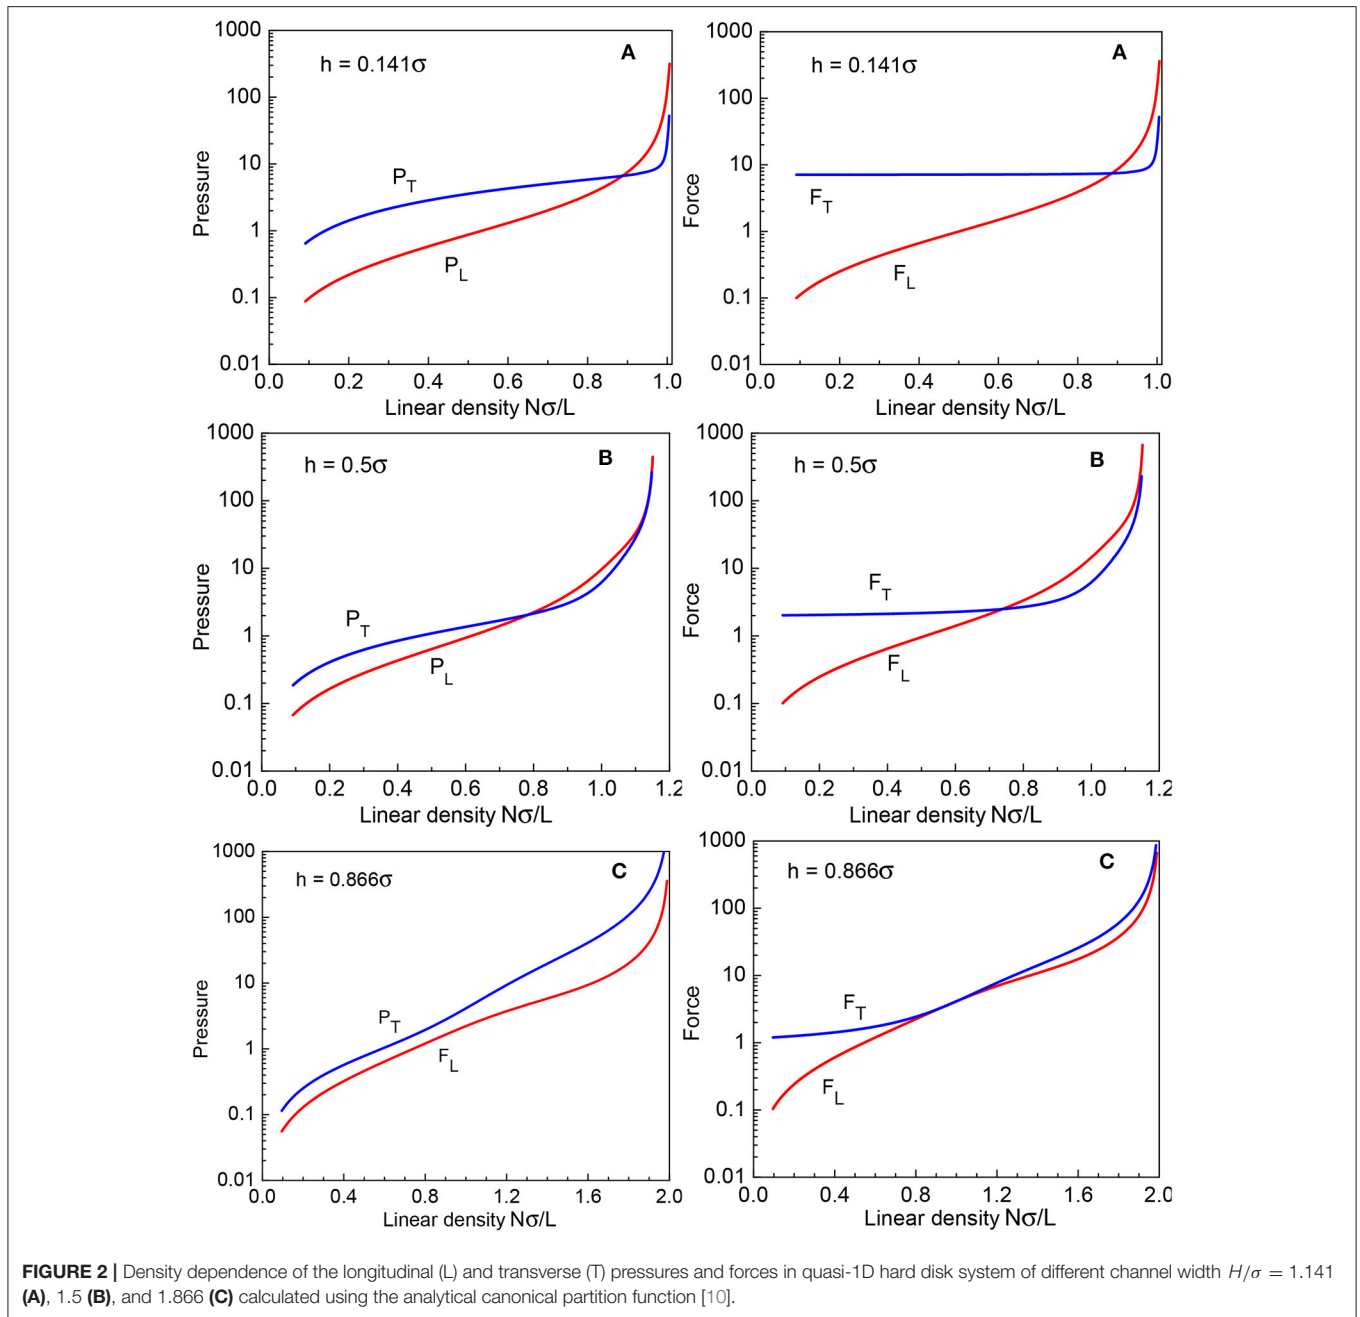 1000
100
10
1
0.1
0.01
Pressure
h = 0.141σ
A
P_T
P_L
0.0 0.2 0.4 0.6 0.8 1.0
Linear density Nσ/L
1000
100
10
1
0.1
0.01
Force
h = 0.141σ
A
F_T
F_L
0.0 0.2 0.4 0.6 0.8 1.0
Linear density Nσ/L
1000
100
10
1
0.1
0.01
Pressure
h = 0.5σ
B
P_T
P_L
0.0 0.2 0.4 0.6 0.8 1.0 1.2
Linear density Nσ/L
1000
100
10
1
0.1
0.01
Force
h = 0.5σ
B
F_T
F_L
0.0 0.2 0.4 0.6 0.8 1.0 1.2
Linear density Nσ/L
1000
100
10
1
0.1
0.01
Pressure
h = 0.866σ
C
P_T
F_L
0.0 0.4 0.8 1.2 1.6 2.0
Linear density Nσ/L
1000
100
10
1
0.1
0.01
Force
h = 0.866σ
C
F_T
F_L
0.0 0.4 0.8 1.2 1.6 2.0
Linear density Nσ/L
FIGURE 2 | Density dependence of the longitudinal (L) and transverse (T) pressures and forces in quasi-1D hard disk system of different channel width H/σ = 1.141
(A), 1.5 (B), and 1.866 (C) calculated using the analytical canonical partition function [10].